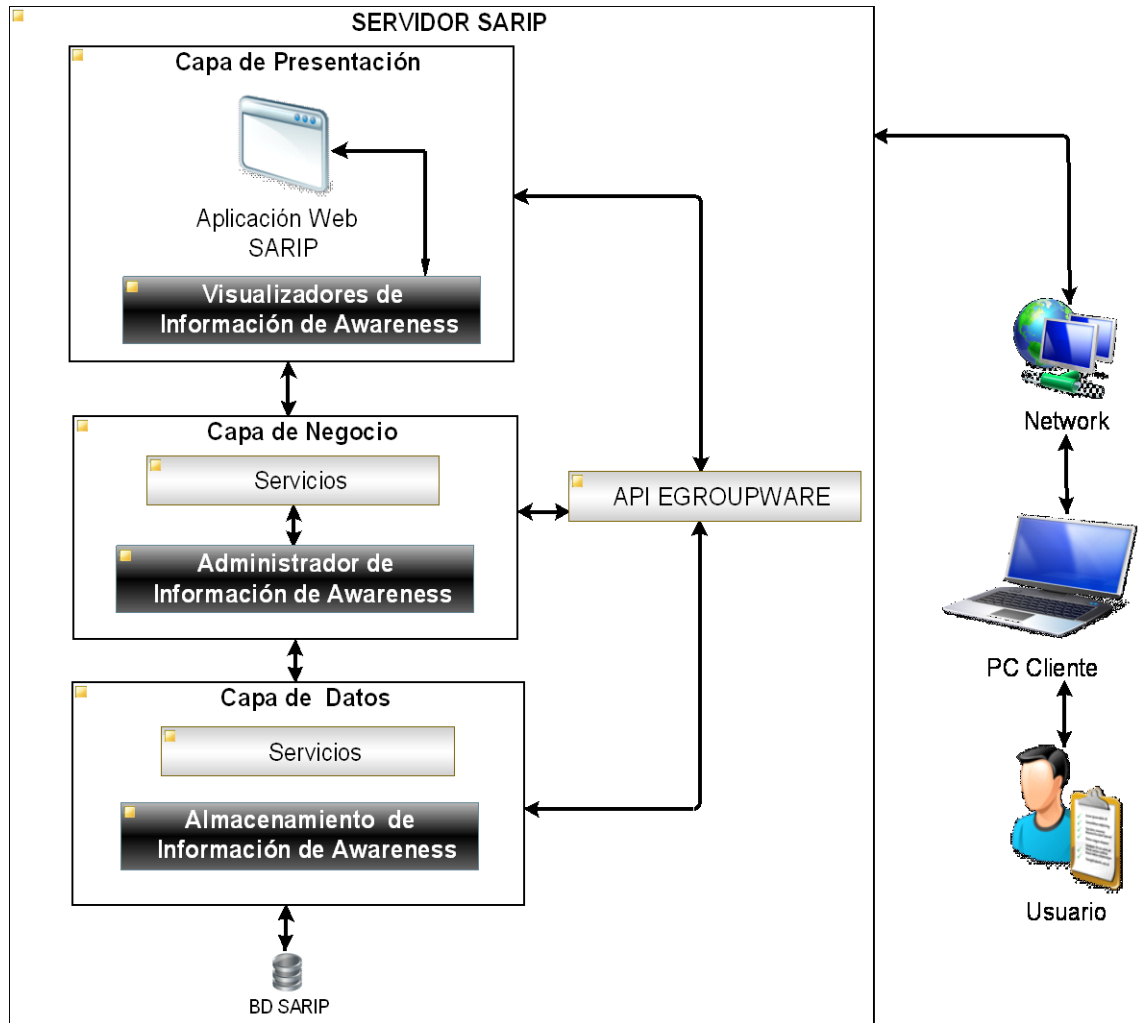 SERVIDOR SARIP
Capa de Presentación
Aplicación Web
SARIP
Visualizadores de
Información de Awareness
Capa de Negocio
Servicios
Administrador de
Información de Awareness
API EGROUPWARE
Capa de Datos
Servicios
Almacenamiento de
Información de Awareness
BD SARIP
Network
PC Cliente
Usuario